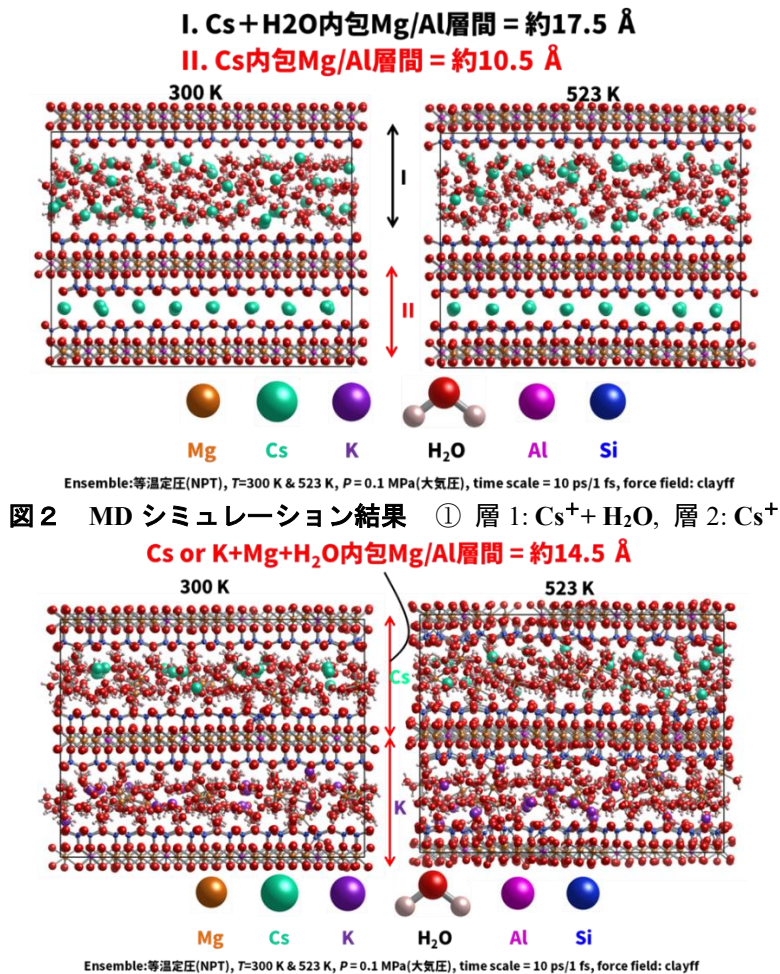 I. Cs＋H2O内包Mg/Al層間 = 約17.5 Å
II. Cs内包Mg/Al層間 = 約10.5 Å
300 K
523 K
I
II
Mg
Cs
K
H₂O
Al
Si
Ensemble:等温定圧(NPT), T=300 K & 523 K, P = 0.1 MPa(大気圧), time scale = 10 ps/1 fs, force field: clayff
図２ MD シミュレーション結果 ① 層 1: Cs⁺+ H₂O, 層 2: Cs⁺
Cs or K+Mg+H₂O内包Mg/Al層間 = 約14.5 Å
300 K
523 K
Cs
K
Mg
Cs
K
H₂O
Al
Si
Ensemble:等温定圧(NPT), T=300 K & 523 K, P = 0.1 MPa(大気圧), time scale = 10 ps/1 fs, force field: clayff